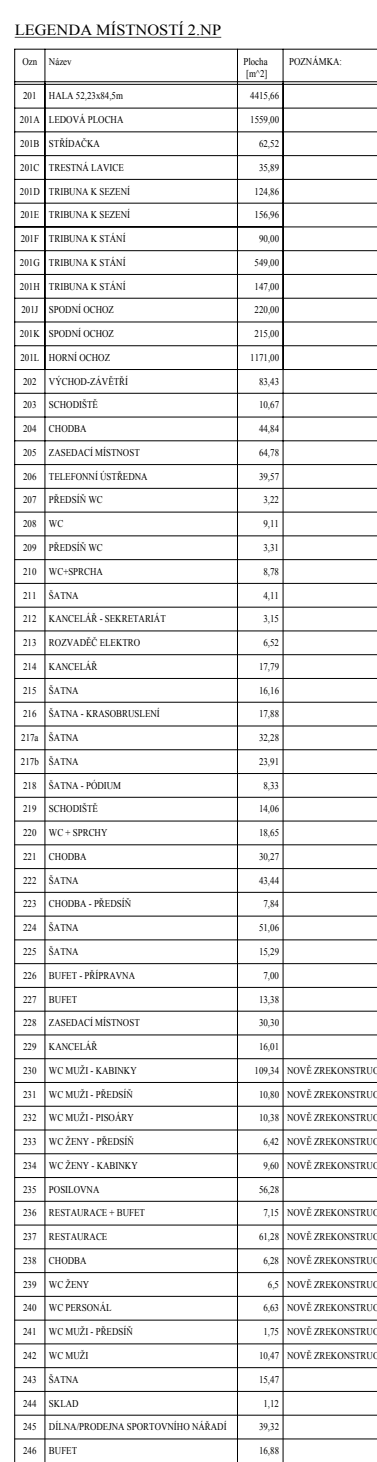 LEGENDA MÍSTNOSTÍ 2.NP
Ozn Název Plocha [m^2] POZNÁMKA:
201 HALA 52,23x84,5m 4415,66
201A LEDOVÁ PLOCHA 1559,00
201B STŘÍDAČKA 62,52
201C TRESTNÁ LAVICE 35,89
201D TRIBUNA K SEZENÍ 124,86
201E TRIBUNA K SEZENÍ 156,96
201F TRIBUNA K STÁNÍ 90,00
201G TRIBUNA K STÁNÍ 549,00
201H TRIBUNA K STÁNÍ 147,00
201J SPODNÍ OCHOZ 220,00
201K SPODNÍ OCHOZ 215,00
201L HORNÍ OCHOZ 1171,00
202 VÝCHOD-ZÁVĚTŘÍ 83,43
203 SCHODIŠTĚ 10,67
204 CHODBA 44,84
205 ZASEDACÍ MÍSTNOST 64,78
206 TELEFONNÍ ÚSTŘEDNA 39,57
207 PŘEDSÍŇ WC 3,22
208 WC 9,11
209 PŘEDSÍŇ WC 3,31
210 WC+SPRCHA 8,78
211 ŠATNA 4,11
212 KANCELÁŘ - SEKRETARIÁT 3,15
213 ROZVADĚČ ELEKTRO 6,52
214 KANCELÁŘ 17,79
215 ŠATNA 16,16
216 ŠATNA - KRASOBRUSLENÍ 17,88
217a ŠATNA 32,28
217b ŠATNA 23,91
218 ŠATNA - PÓDIUM 8,33
219 SCHODIŠTĚ 14,06
220 WC + SPRCHY 18,65
221 CHODBA 30,27
222 ŠATNA 43,44
223 CHODBA - PŘEDSÍŇ 7,84
224 ŠATNA 51,06
225 ŠATNA 15,29
226 BUFET - PŘÍPRAVNA 7,00
227 BUFET 13,38
228 ZASEDACÍ MÍSTNOST 30,30
229 KANCELÁŘ 16,01
230 WC MUŽI - KABINKY 109,34 NOVĚ ZREKONSTRUO
231 WC MUŽI - PŘEDSÍŇ 10,80 NOVĚ ZREKONSTRUO
232 WC MUŽI - PISOÁRY 10,38 NOVĚ ZREKONSTRUO
233 WC ŽENY - PŘEDSÍŇ 6,42 NOVĚ ZREKONSTRUO
234 WC ŽENY - KABINKY 9,60 NOVĚ ZREKONSTRUO
235 POSILOVNA 56,28
236 RESTAURACE + BUFET 7,15 NOVĚ ZREKONSTRUO
237 RESTAURACE 61,28 NOVĚ ZREKONSTRUO
238 CHODBA 6,28 NOVĚ ZREKONSTRUO
239 WC ŽENY 6,5 NOVĚ ZREKONSTRUO
240 WC PERSONÁL 6,63 NOVĚ ZREKONSTRUO
241 WC MUŽI - PŘEDSÍŇ 1,75 NOVĚ ZREKONSTRUO
242 WC MUŽI 10,47 NOVĚ ZREKONSTRUO
243 ŠATNA 15,47
244 SKLAD 1,12
245 DÍLNA/PRODEJNA SPORTOVNÍHO NÁŘADÍ 39,32
246 BUFET 16,88